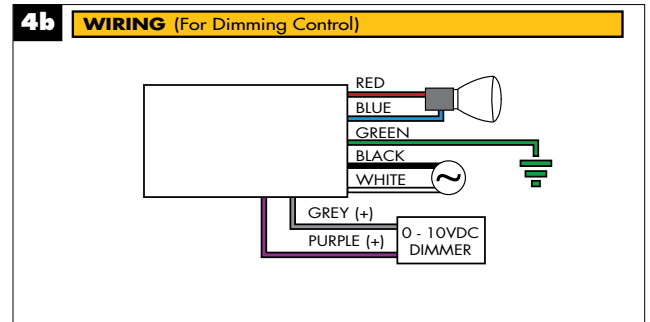 4b WIRING (For Dimming Control)
RED
BLUE
GREEN
BLACK
WHITE
GREY (+)
PURPLE (+)
0 - 10VDC
DIMMER